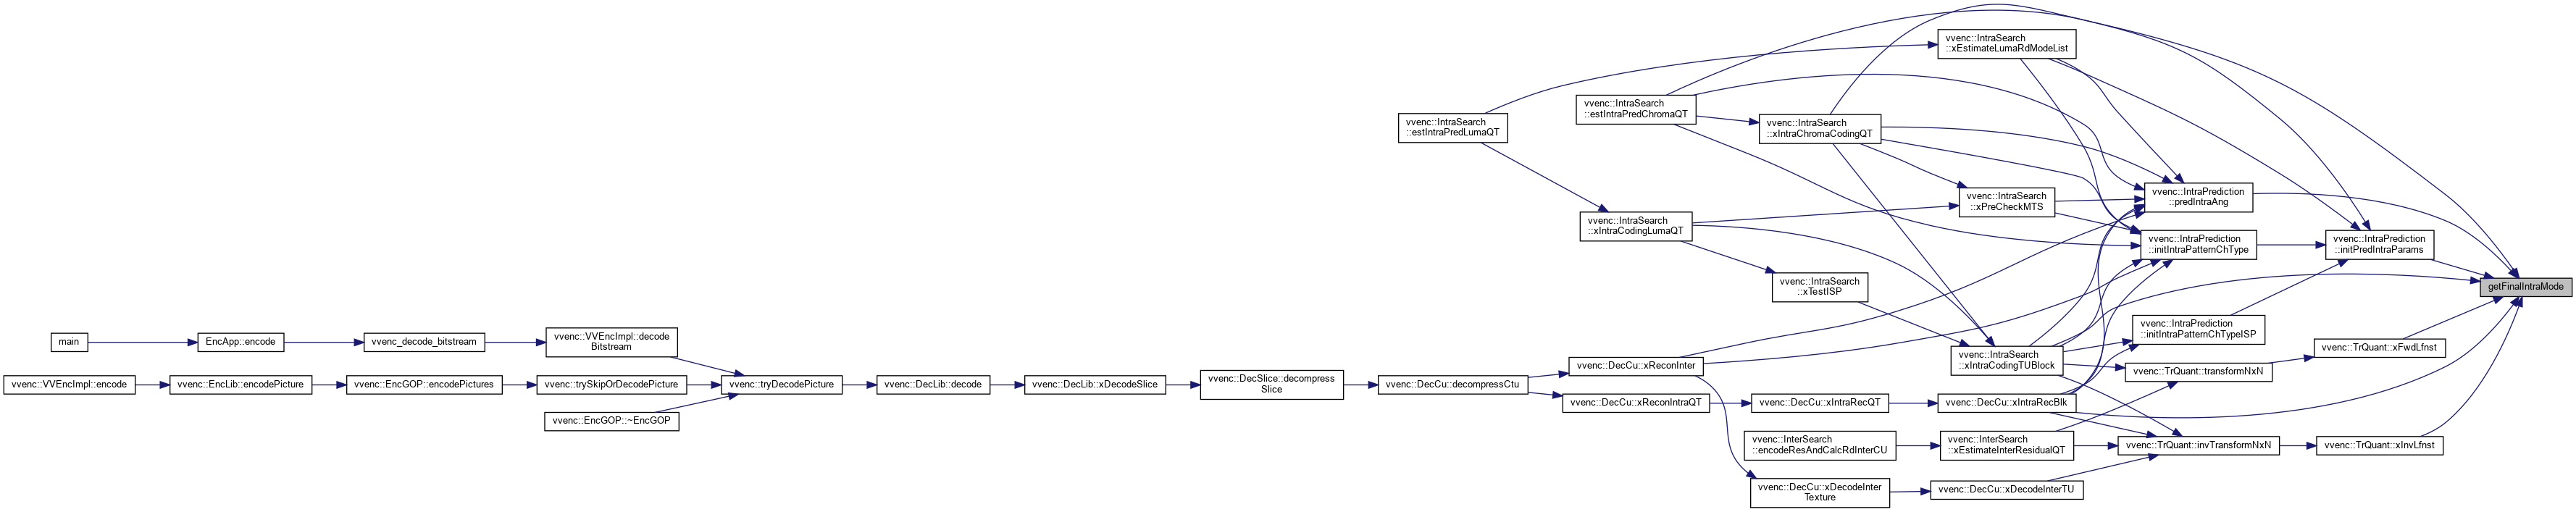 main
vvenc::VVEncImpl::encode
EncApp::encode
vvenc::EncLib::encodePicture
vvenc_decode_bitstream
vvenc::EncGOP::encodePictures
vvenc::VVEncImpl::decode
Bitstream
vvenc::trySkipOrDecodePicture
vvenc::EncGOP::~EncGOP
vvenc::tryDecodePicture
vvenc::DecLib::decode
vvenc::DecLib::xDecodeSlice
vvenc::DecSlice::decompress
Slice
vvenc::IntraSearch
::estIntraPredLumaQT
vvenc::DecCu::decompressCtu
vvenc::IntraSearch
::estIntraPredChromaQT
vvenc::IntraSearch
::xIntraCodingLumaQT
vvenc::DecCu::xReconInter
vvenc::DecCu::xReconIntraQT
vvenc::IntraSearch
::xIntraChromaCodingQT
vvenc::IntraSearch
::xTestISP
vvenc::DecCu::xIntraRecQT
vvenc::InterSearch
::encodeResAndCalcRdInterCU
vvenc::DecCu::xDecodeInter
Texture
vvenc::IntraSearch
::xEstimateLumaRdModeList
vvenc::IntraSearch
::xPreCheckMTS
vvenc::IntraSearch
::xIntraCodingTUBlock
vvenc::DecCu::xIntraRecBlk
vvenc::InterSearch
::xEstimateInterResidualQT
vvenc::DecCu::xDecodeInterTU
vvenc::IntraPrediction
::predIntraAng
vvenc::IntraPrediction
::initIntraPatternChType
vvenc::IntraPrediction
::initIntraPatternChTypeISP
vvenc::TrQuant::transformNxN
vvenc::TrQuant::invTransformNxN
vvenc::IntraPrediction
::initPredIntraParams
vvenc::TrQuant::xFwdLfnst
vvenc::TrQuant::xInvLfnst
getFinalIntraMode